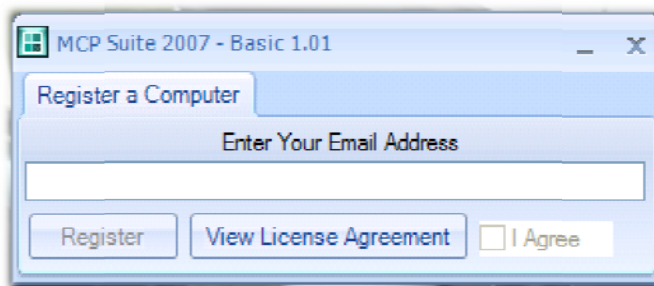 MCP Suite 2007 - Basic 1.01
Register a Computer
Enter Your Email Address
Register View License Agreement I Agree